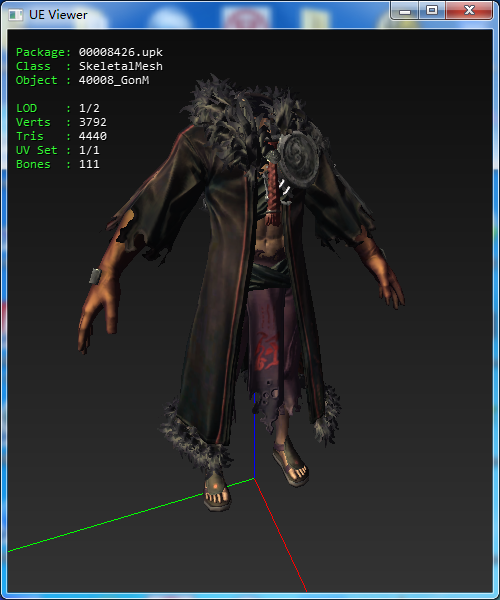 UE Viewer
Package: 00008426.upk
Class : SkeletalMesh
Object : 40008_GonM
LOD : 1/2
Verts : 3792
Tris : 4440
UV Set : 1/1
Bones : 111